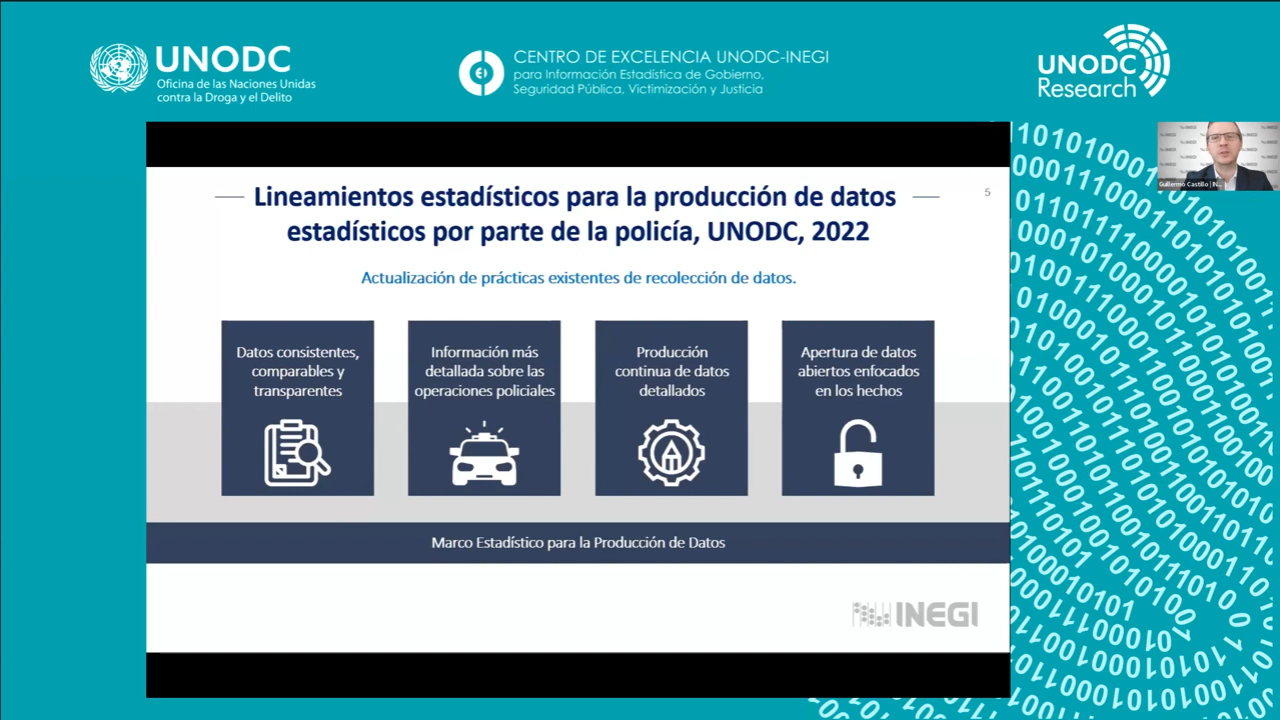 UNODC
Oficina de las Naciones Unidas
contra la Droga y el Delito
CENTRO DE EXCELENCIA UNODC-INEGI
para Información Estadística de Gobierno,
Seguridad Pública, Victimización y Justicia
UNODC
Research
Guillermo Castillo | IN...
5
Lineamientos estadísticos para la producción de datos
estadísticos por parte de la policía, UNODC, 2022
Actualización de prácticas existentes de recolección de datos.
Datos consistentes,
comparables y
transparentes
Información más
detallada sobre las
operaciones policiales
Producción
continua de datos
detallados
Apertura de datos
abiertos enfocados
en los hechos
Marco Estadístico para la Producción de Datos
INEGI